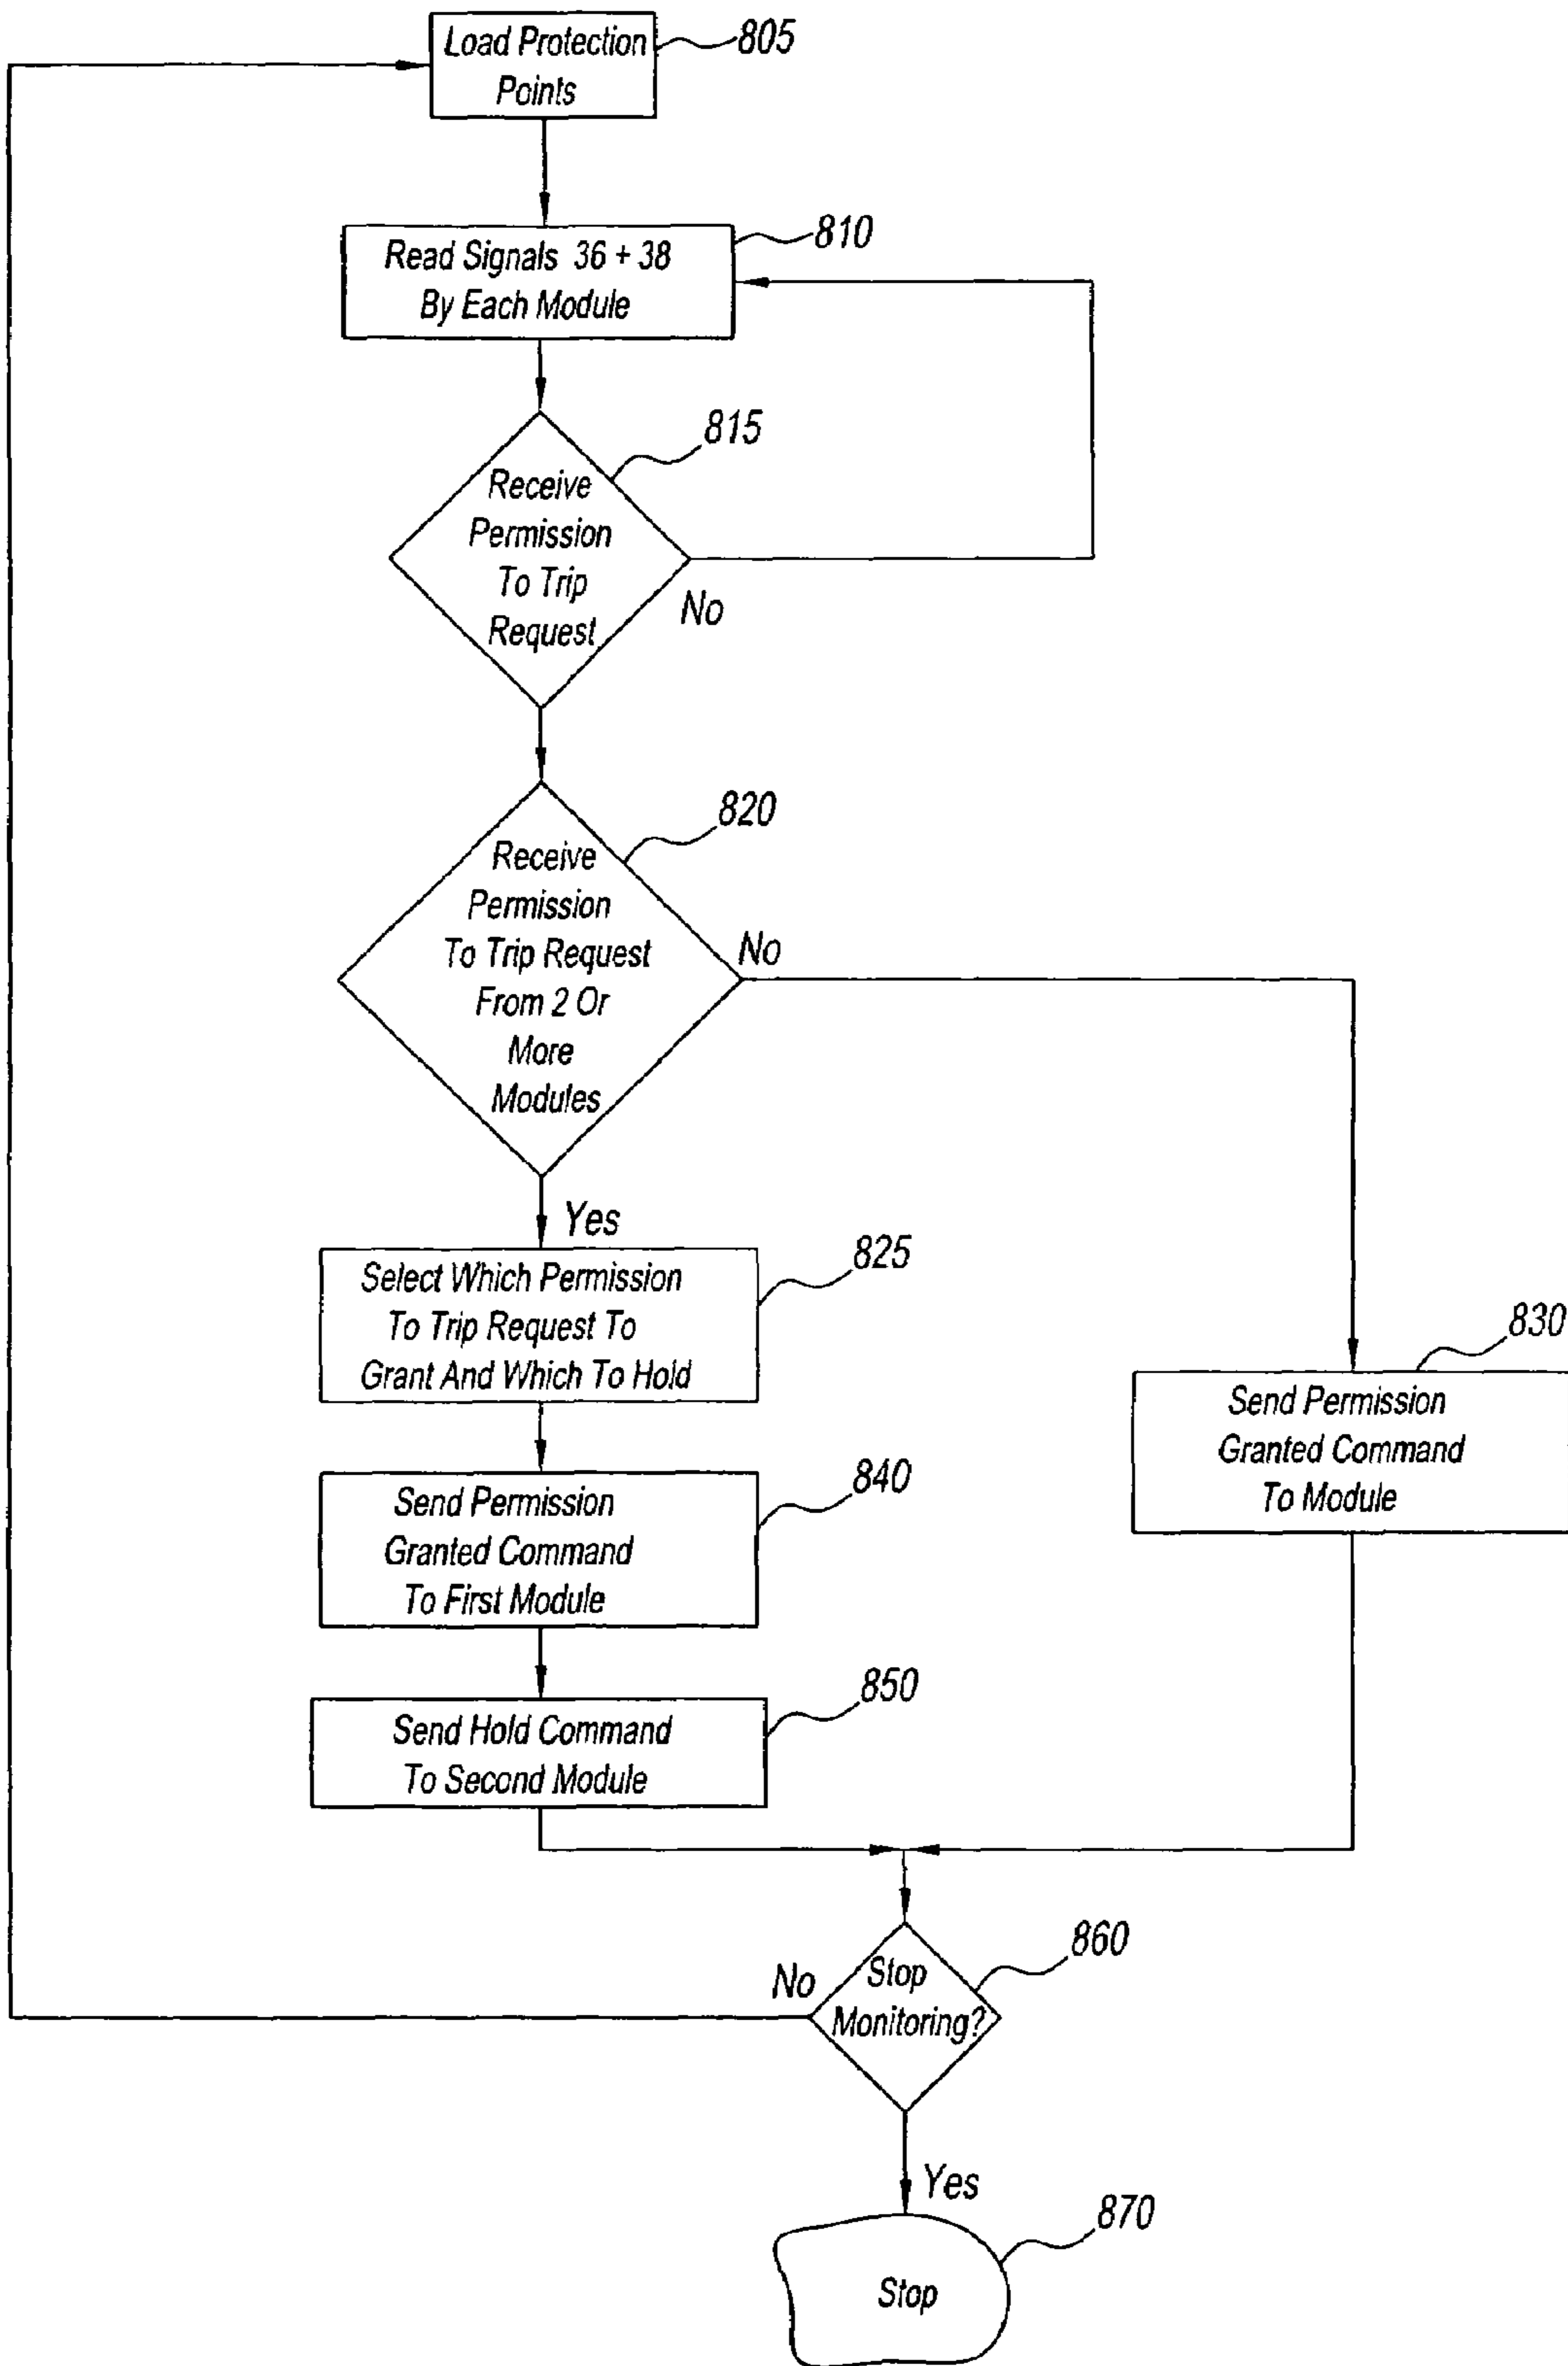 Load Protection
Points
805
Read Signals 36 + 38
By Each Module
810
Receive
Permission
To Trip
Request
815
No
Receive
Permission
To Trip Request
From 2 Or
More
Modules
820
No
Yes
Select Which Permission
To Trip Request To
Grant And Which To Hold
825
Send Permission
Granted Command
To Module
830
Send Permission
Granted Command
To First Module
840
Send Hold Command
To Second Module
850
Stop
Monitoring?
860
No
Yes
Stop
870